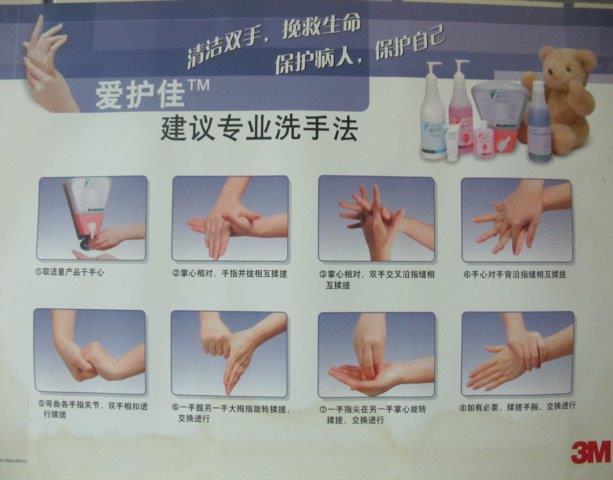 清洁双手，挽救生命
保护病人，保护自己
爱护佳™
建议专业洗手法
①取适量产品于手心
②掌心相对，手指并拢相互揉搓
③掌心相对，双手交叉沿指缝相
互揉搓
④手心对手背沿指缝相互揉搓
⑤弯曲各手指关节，双手相扣进
行揉搓
⑥一手握另一手大拇指旋转揉搓，
交换进行
⑦一手指尖在另一手掌心旋转
揉搓，交换进行
⑧如有必要，揉搓手腕，交换进行
3M